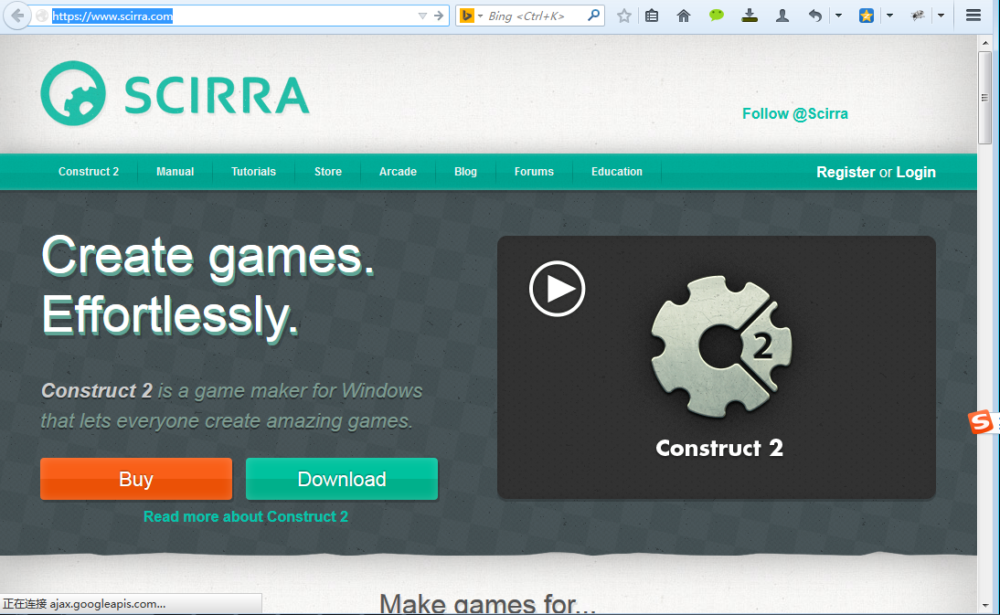 https://www.scirra.com
Bing <Ctrl+K>
SCIRRA
Follow @Scirra
Construct 2
Manual
Tutorials
Store
Arcade
Blog
Forums
Education
Register or Login
Create games.
Effortlessly.
Construct 2 is a game maker for Windows
that lets everyone create amazing games.
Buy
Download
Read more about Construct 2
2
Construct 2
Make games for...
正在连接 ajax.googleapis.com...